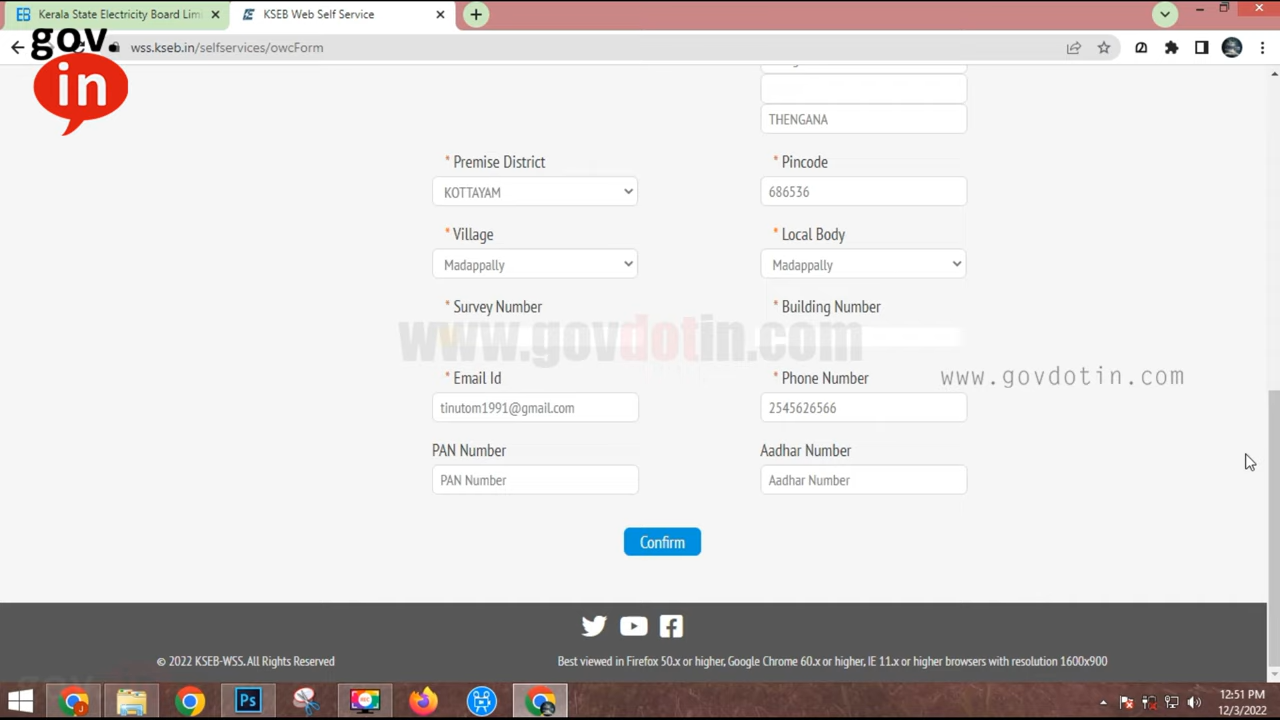 Kerala State Electricity Board Lim
KSEB Web Self Service
gov
in
wss.kseb.in/selfservices/owcForm
THENGANA
* Premise District
* Pincode
KOTTAYAM
686536
* Village
* Local Body
Madappally
Madappally
* Survey Number
* Building Number
www.govdotin.com
www.govdotin.com
* Email Id
* Phone Number
tinutom1991@gmail.com
2545626566
PAN Number
Aadhar Number
PAN Number
Aadhar Number
Confirm
© 2022 KSEB-WSS. All Rights Reserved
Best viewed in Firefox 50.x or higher, Google Chrome 60.x or higher, IE 11.x or higher browsers with resolution 1600x900
Ps
12:51 PM
12/3/2022